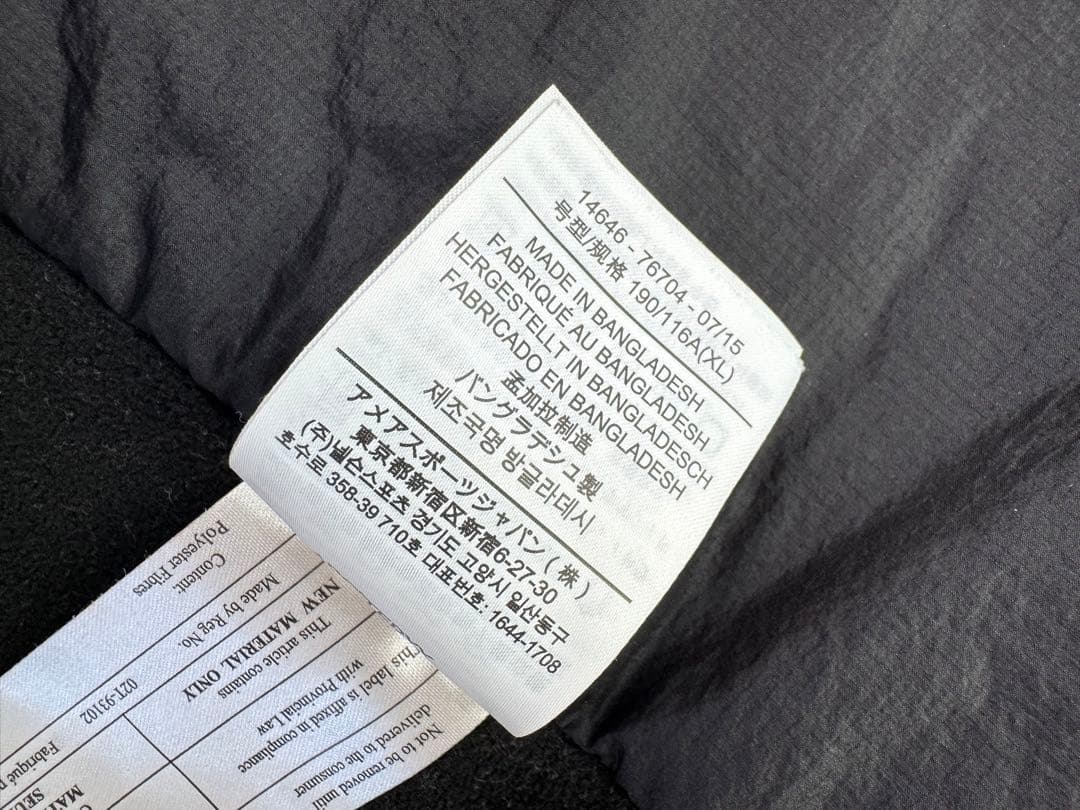 14646 - 76704 - 07/15
号型/规格 190/116A(XL)
MADE IN BANGLADESH
FABRIQUÉ AU BANGLADESH
HERGESTELLT IN BANGLADESCH
FABRICADO EN BANGLADESH
孟加拉制造
バングラデシュ製
제조국명 방글라데시
アメアスポーツジャパン(株)
東京都新宿区新宿6-27-30
(주)넬슨스포츠 경기도 고양시 일산동구
호수로 358-39 710호 대표번호: 1644-1708
Not to be removed until
delivered to the consumer
This label is affixed in compliance
with Provincial Law
This article contains
NEW MATERIAL ONLY
Made by Reg No.
02T-93102
Content:
Polyester Fibres